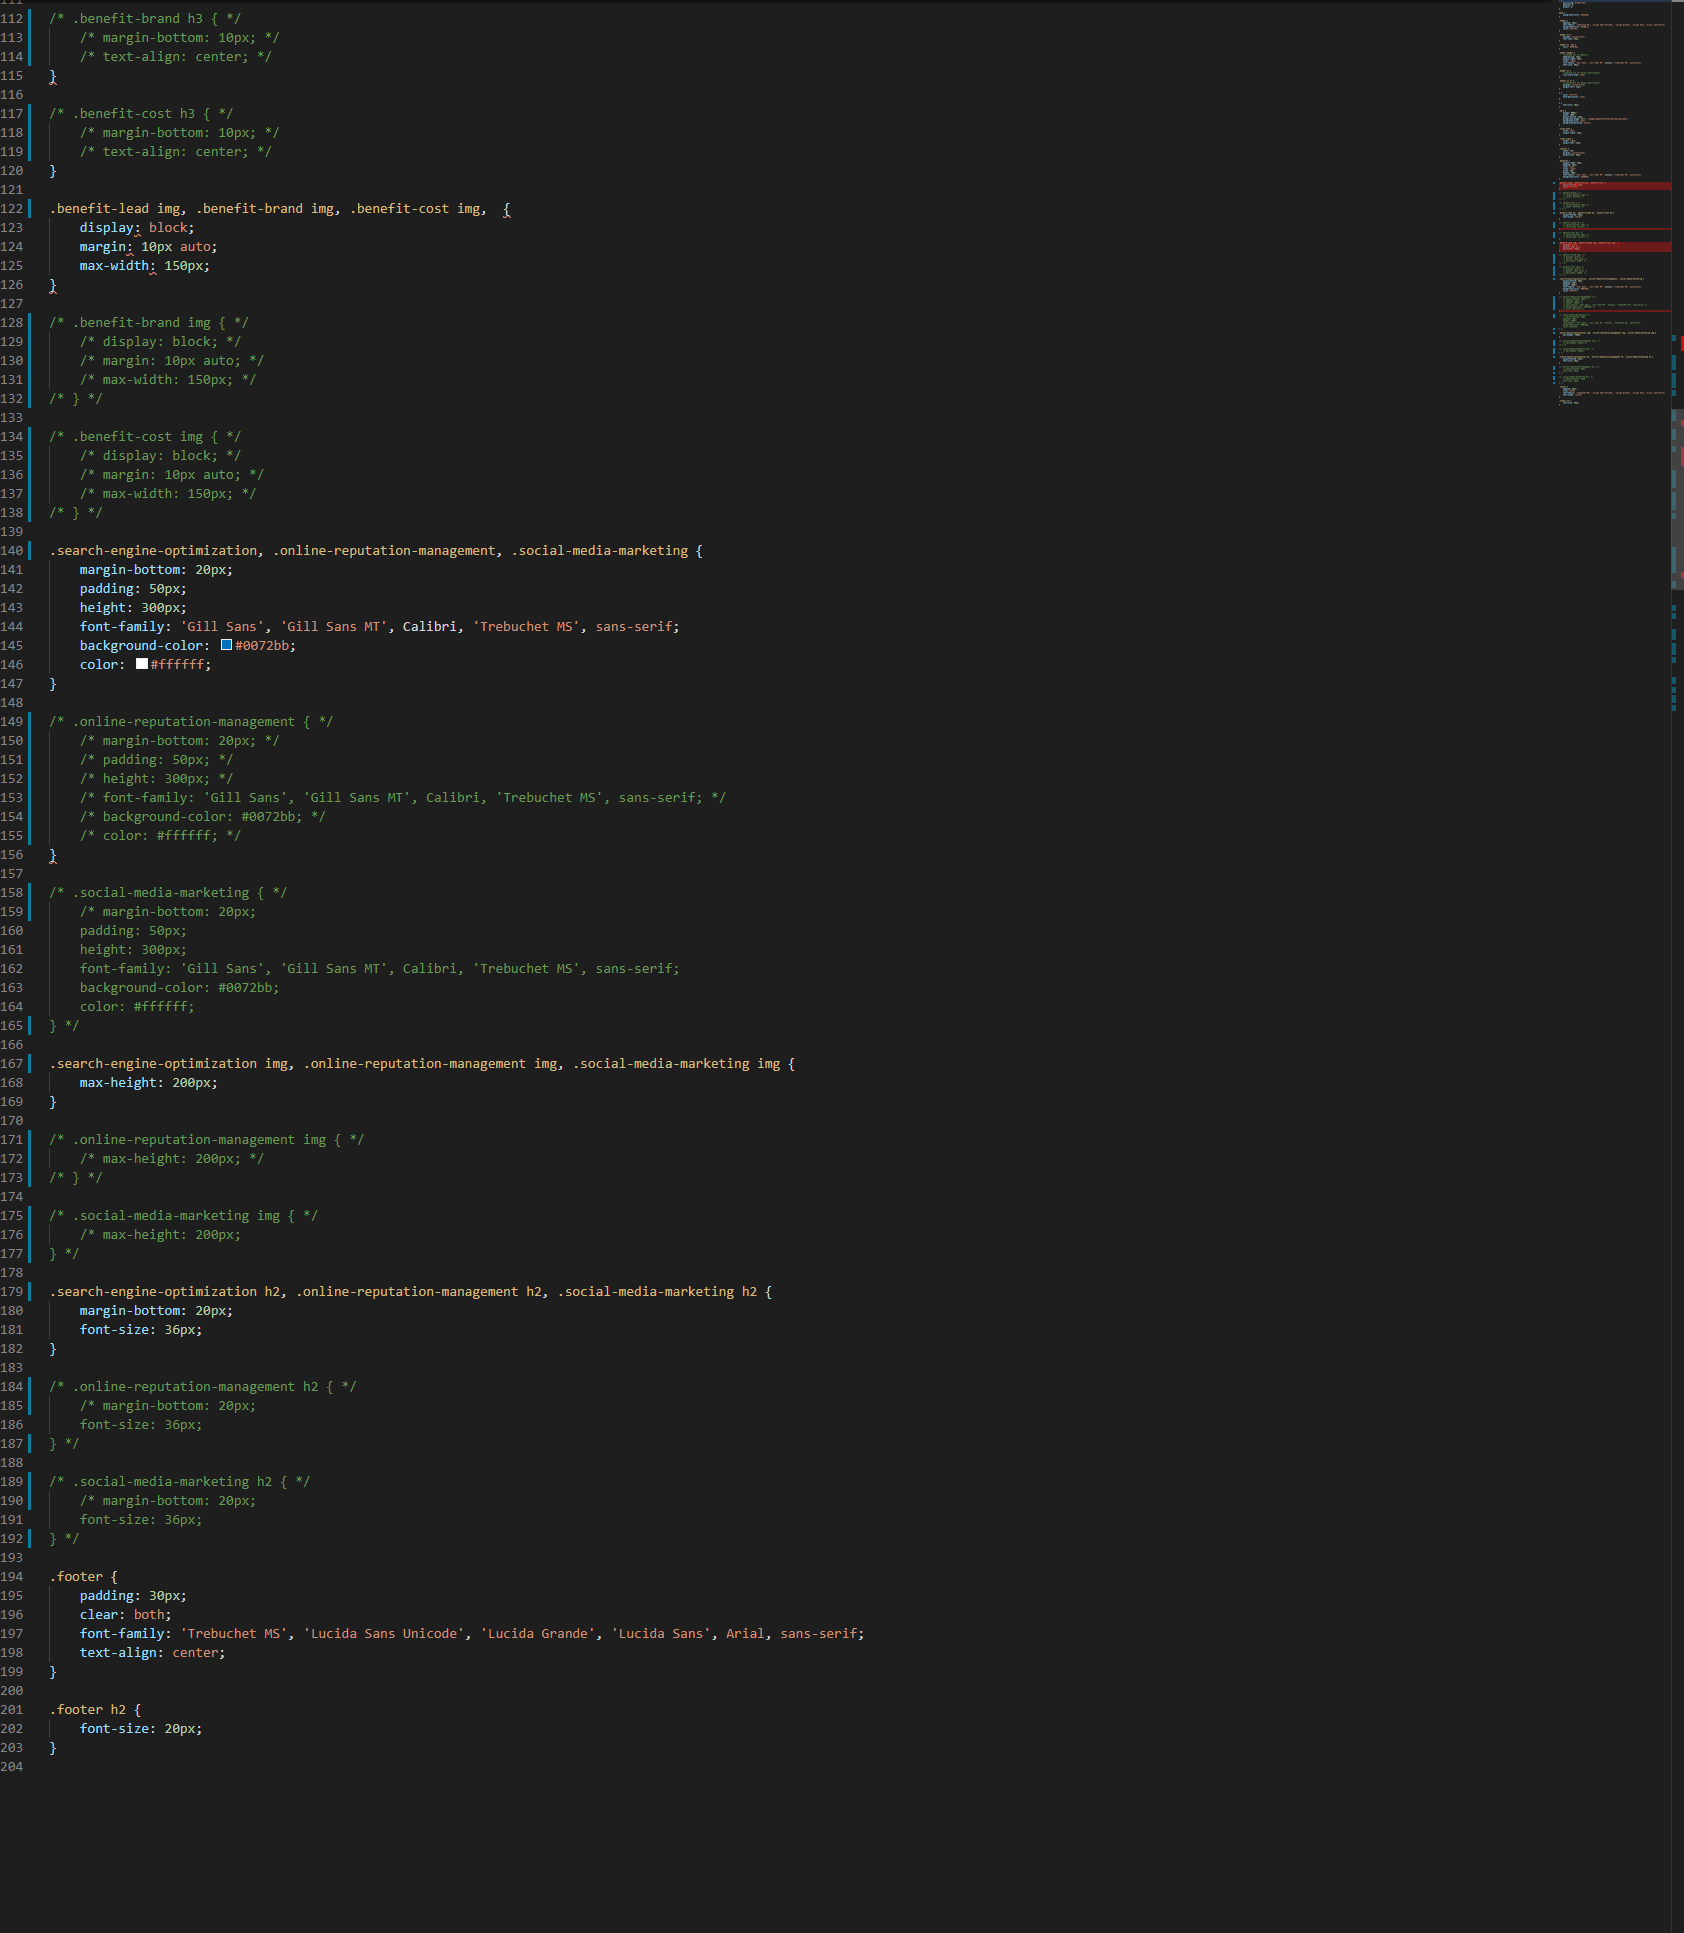 112 /* .benefit-brand h3 { */
113 /* margin-bottom: 10px; */
114 /* text-align: center; */
115 }
116
117 /* .benefit-cost h3 { */
118 /* margin-bottom: 10px; */
119 /* text-align: center; */
120 }
121
122 .benefit-lead img, .benefit-brand img, .benefit-cost img,  {
123 display: block;
124 margin: 10px auto;
125 max-width: 150px;
126 }
127
128 /* .benefit-brand img { */
129 /* display: block; */
130 /* margin: 10px auto; */
131 /* max-width: 150px; */
132 /* } */
133
134 /* .benefit-cost img { */
135 /* display: block; */
136 /* margin: 10px auto; */
137 /* max-width: 150px; */
138 /* } */
139
140 .search-engine-optimization, .online-reputation-management, .social-media-marketing {
141 margin-bottom: 20px;
142 padding: 50px;
143 height: 300px;
144 font-family: 'Gill Sans', 'Gill Sans MT', Calibri, 'Trebuchet MS', sans-serif;
145 background-color: #0072bb;
146 color: #ffffff;
147 }
148
149 /* .online-reputation-management { */
150 /* margin-bottom: 20px; */
151 /* padding: 50px; */
152 /* height: 300px; */
153 /* font-family: 'Gill Sans', 'Gill Sans MT', Calibri, 'Trebuchet MS', sans-serif; */
154 /* background-color: #0072bb; */
155 /* color: #ffffff; */
156 }
157
158 /* .social-media-marketing { */
159 /* margin-bottom: 20px;
160 padding: 50px;
161 height: 300px;
162 font-family: 'Gill Sans', 'Gill Sans MT', Calibri, 'Trebuchet MS', sans-serif;
163 background-color: #0072bb;
164 color: #ffffff;
165 } */
166
167 .search-engine-optimization img, .online-reputation-management img, .social-media-marketing img {
168 max-height: 200px;
169 }
170
171 /* .online-reputation-management img { */
172 /* max-height: 200px; */
173 /* } */
174
175 /* .social-media-marketing img { */
176 /* max-height: 200px;
177 } */
178
179 .search-engine-optimization h2, .online-reputation-management h2, .social-media-marketing h2 {
180 margin-bottom: 20px;
181 font-size: 36px;
182 }
183
184 /* .online-reputation-management h2 { */
185 /* margin-bottom: 20px;
186 font-size: 36px;
187 } */
188
189 /* .social-media-marketing h2 { */
190 /* margin-bottom: 20px;
191 font-size: 36px;
192 } */
193
194 .footer {
195 padding: 30px;
196 clear: both;
197 font-family: 'Trebuchet MS', 'Lucida Sans Unicode', 'Lucida Grande', 'Lucida Sans', Arial, sans-serif;
198 text-align: center;
199 }
200
201 .footer h2 {
202 font-size: 20px;
203 }
204